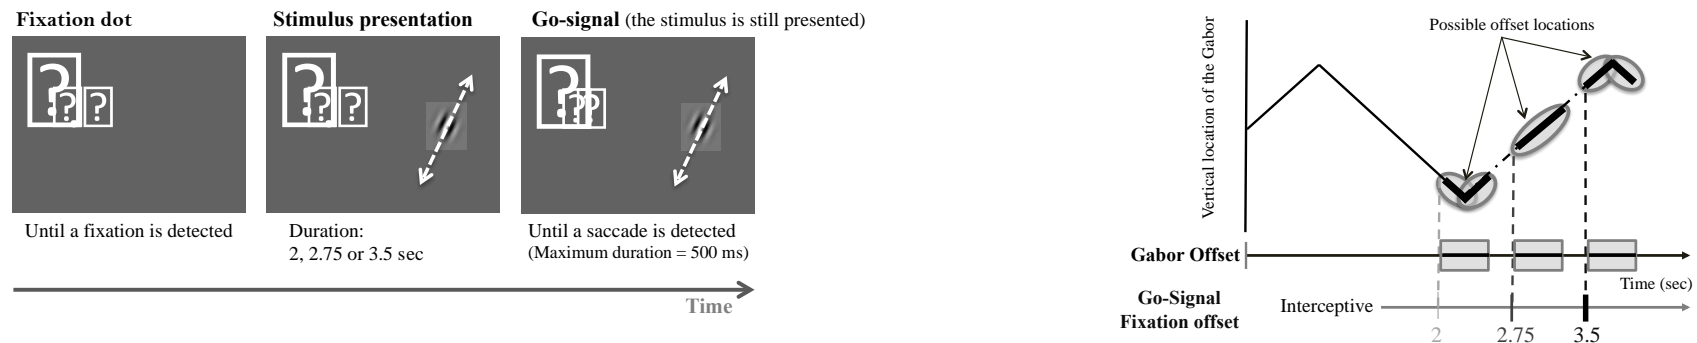 Fixation dot
Stimulus presentation
Go-signal (the stimulus is still presented)
? ? ?
? ? ?
? ? ?
Until a fixation is detected
Duration:
2, 2.75 or 3.5 sec
Until a saccade is detected
(Maximum duration = 500 ms)
Time
Vertical location of the Gabor
Possible offset locations
Gabor Offset
Time (sec)
Go-Signal
Fixation offset
Interceptive
2
2.75
3.5